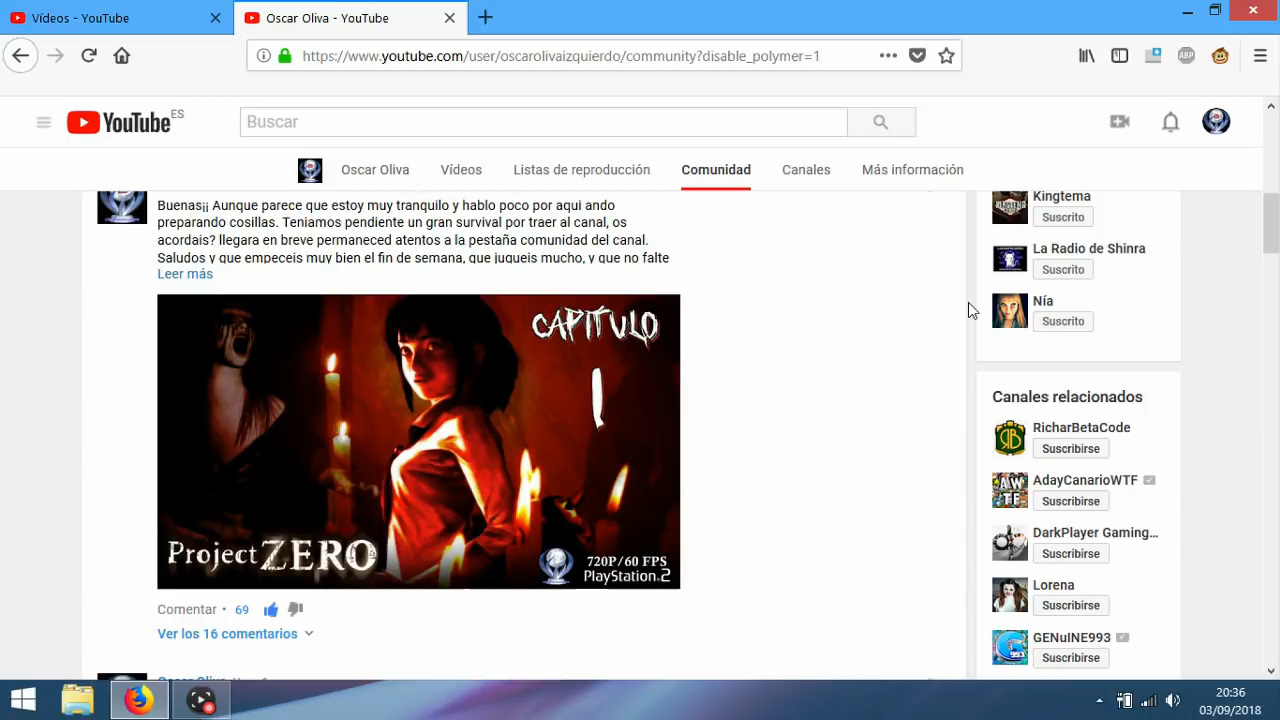 Vídeos - YouTube
Oscar Oliva - YouTube
https://www.youtube.com/user/oscarolivaizquierdo/community?disable_polymer=1
ABP
YouTube ES
Buscar
Oscar Oliva
Vídeos
Listas de reproducción
Comunidad
Canales
Más información
Buenas¡¡ Aunque parece que estoy muy tranquilo y hablo poco por aqui ando
preparando cosillas. Teniamos pendiente un gran survival por traer al canal, os
acordais? llegara en breve permaneced atentos a la pestaña comunidad del canal.
Saludos y que empeceis muy bien el fin de semana, que jugueis mucho, y que no falte
Leer más
CAPITULO
1
Project ZERO
720P/60 FPS
PlayStation.2
Comentar • 69
Ver los 16 comentarios
Kingtema
Suscrito
La Radio de Shinra
Suscrito
Nía
Suscrito
Canales relacionados
RicharBetaCode
Suscribirse
AdayCanarioWTF
Suscribirse
DarkPlayer Gaming...
Suscribirse
Lorena
Suscribirse
GENuINE993
Suscribirse
20:36
03/09/2018